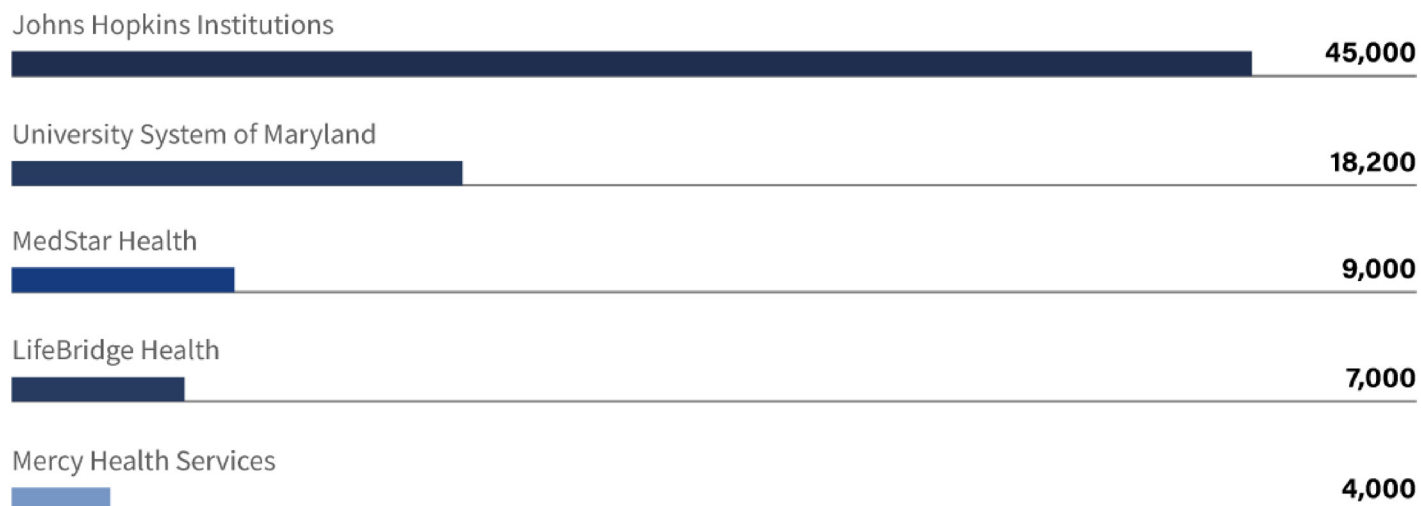 Johns Hopkins Institutions
45,000
University System of Maryland
18,200
MedStar Health
9,000
LifeBridge Health
7,000
Mercy Health Services
4,000